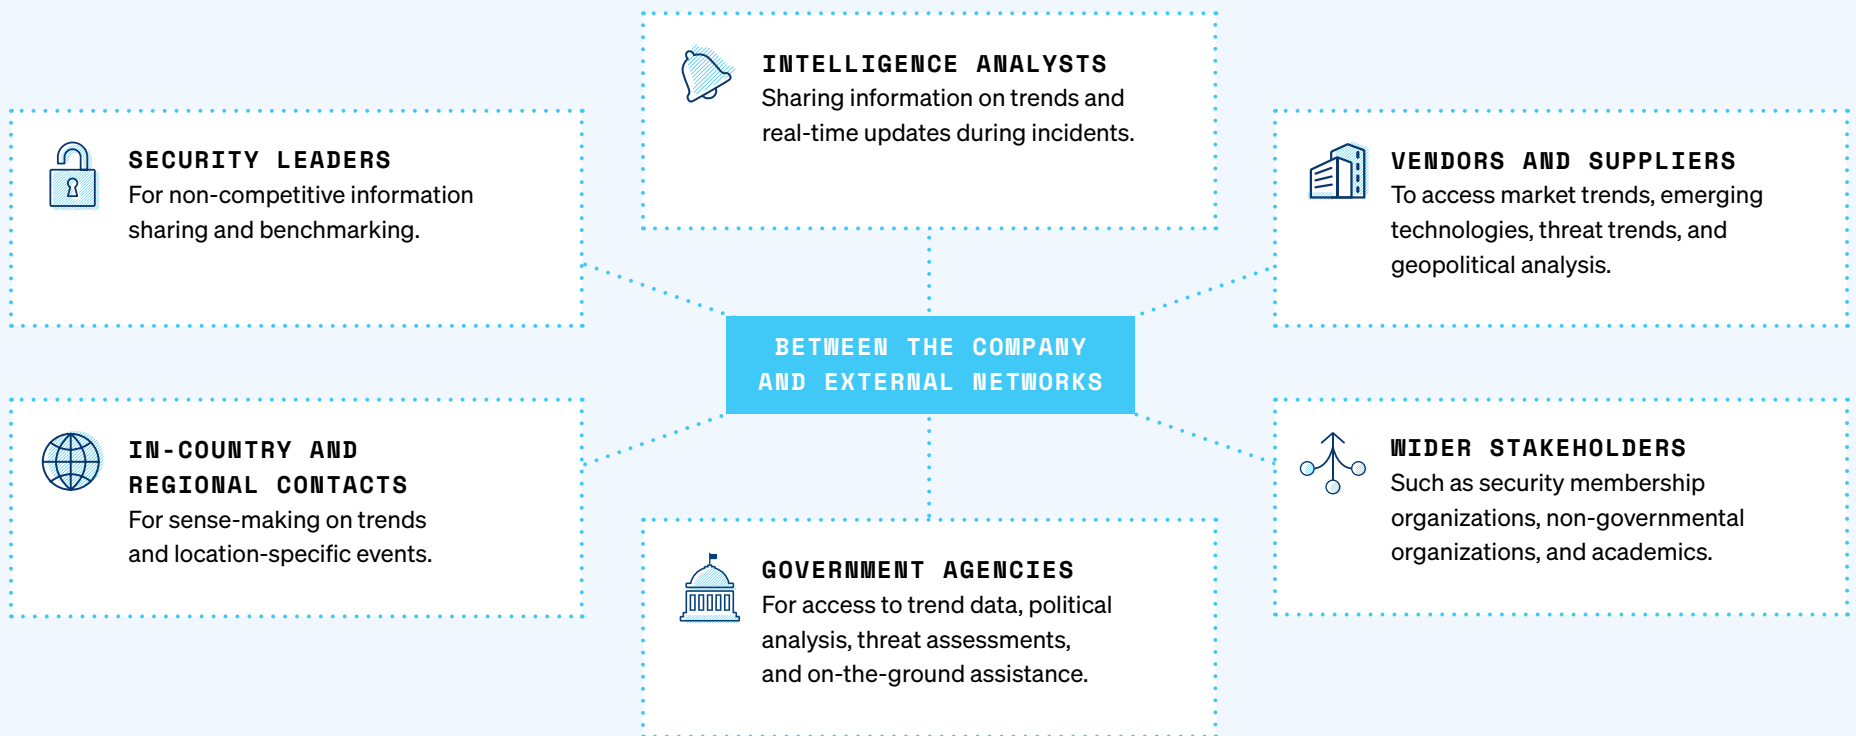 INTELLIGENCE ANALYSTS
Sharing information on trends and
real-time updates during incidents.
SECURITY LEADERS
For non-competitive information
sharing and benchmarking.
VENDORS AND SUPPLIERS
To access market trends, emerging
technologies, threat trends, and
geopolitical analysis.
BETWEEN THE COMPANY
AND EXTERNAL NETWORKS
IN-COUNTRY AND
REGIONAL CONTACTS
For sense-making on trends
and location-specific events.
WIDER STAKEHOLDERS
Such as security membership
organizations, non-governmental
organizations, and academics.
GOVERNMENT AGENCIES
For access to trend data, political
analysis, threat assessments,
and on-the-ground assistance.